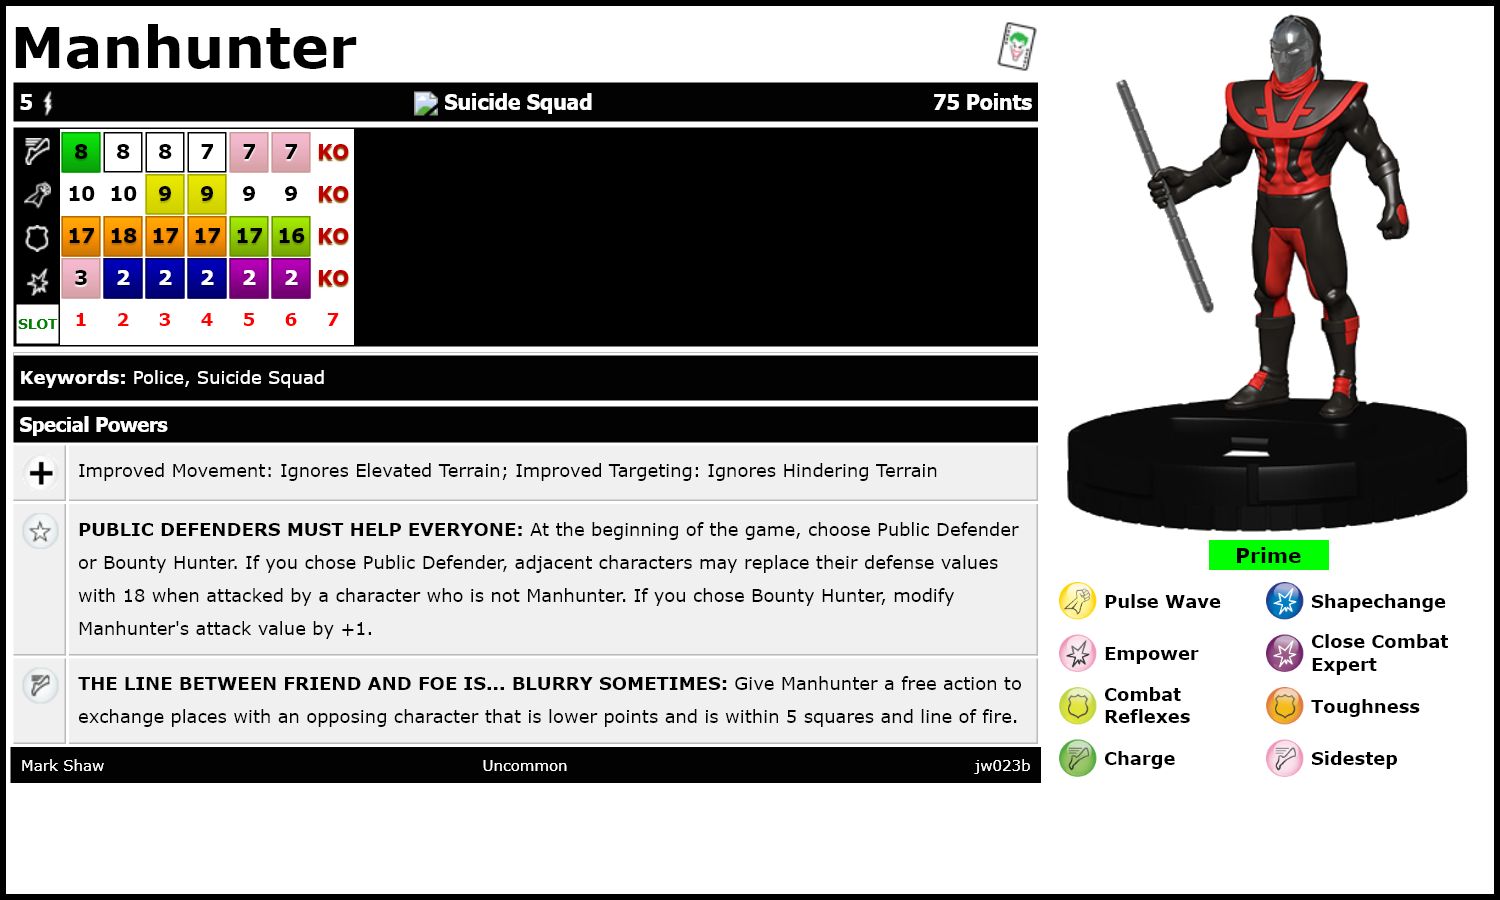 Manhunter
5 Suicide Squad 75 Points
8 8 8 7 7 7 KO
10 10 9 9 9 9 KO
17 18 17 17 17 16 KO
3 2 2 2 2 2 KO
SLOT 1 2 3 4 5 6 7
Keywords: Police, Suicide Squad
Special Powers
Improved Movement: Ignores Elevated Terrain; Improved Targeting: Ignores Hindering Terrain
PUBLIC DEFENDERS MUST HELP EVERYONE: At the beginning of the game, choose Public Defender
or Bounty Hunter. If you chose Public Defender, adjacent characters may replace their defense values
with 18 when attacked by a character who is not Manhunter. If you chose Bounty Hunter, modify
Manhunter's attack value by +1.
THE LINE BETWEEN FRIEND AND FOE IS... BLURRY SOMETIMES: Give Manhunter a free action to
exchange places with an opposing character that is lower points and is within 5 squares and line of fire.
Mark Shaw Uncommon jw023b
Prime
Pulse Wave Shapechange
Empower Close Combat
Expert
Combat
Reflexes Toughness
Charge Sidestep